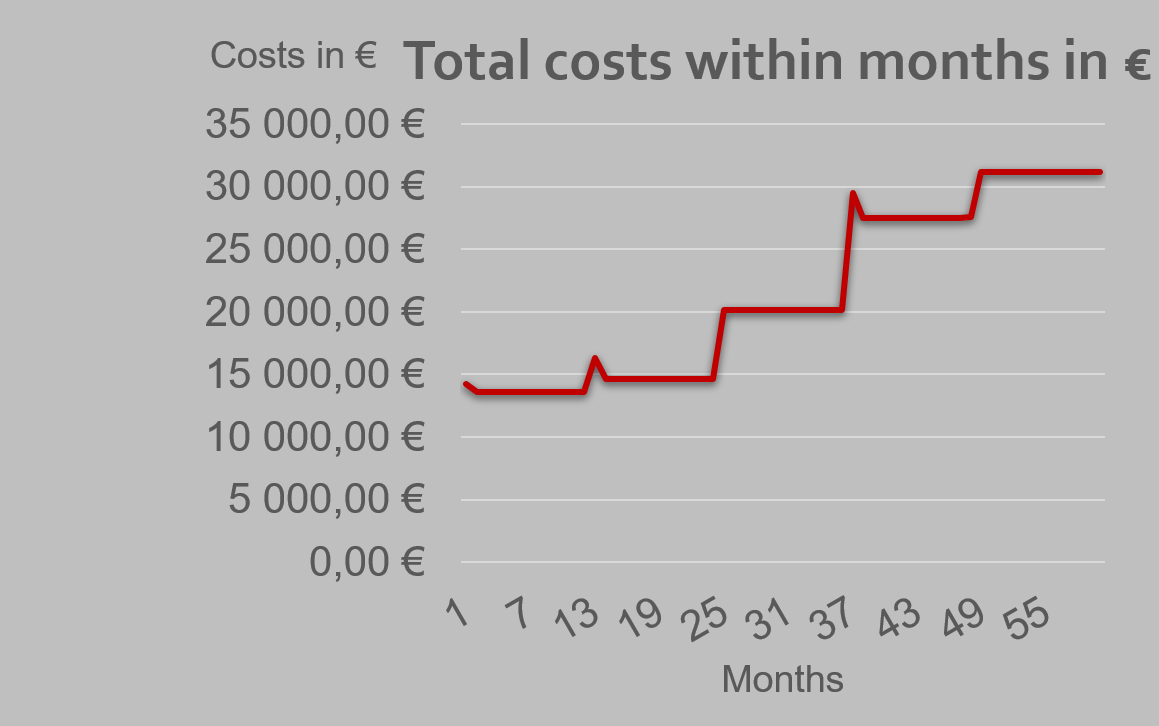 Costs in €
Total costs within months in €
35 000,00 €
30 000,00 €
25 000,00 €
20 000,00 €
15 000,00 €
10 000,00 €
5 000,00 €
0,00 €
1 7 13 19 25 31 37 43 49 55
Months